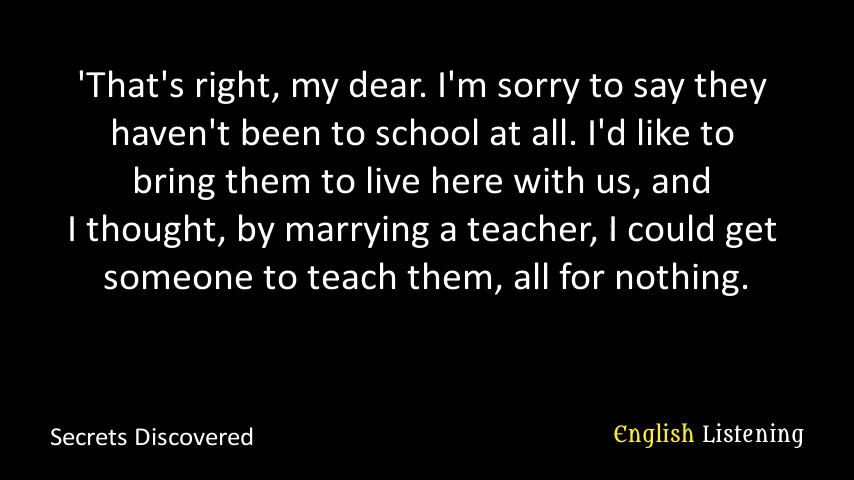 'That's right, my dear. I'm sorry to say they
haven't been to school at all. I'd like to
bring them to live here with us, and
I thought, by marrying a teacher, I could get
someone to teach them, all for nothing.
Secrets Discovered
English Listening